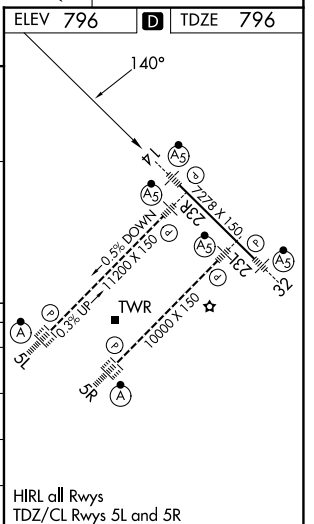 ELEV 796 D TDZE 796
140°
14
A5
P
A5
7278 X 150
23R
P
A5
P
A5
23L
32
P
0.5% DOWN
0.3% UP 11200 X 150
P
A
5L
TWR
10000 X 150
P
5R
A
HIRL all Rwys
TDZ/CL Rwys 5L and 5R